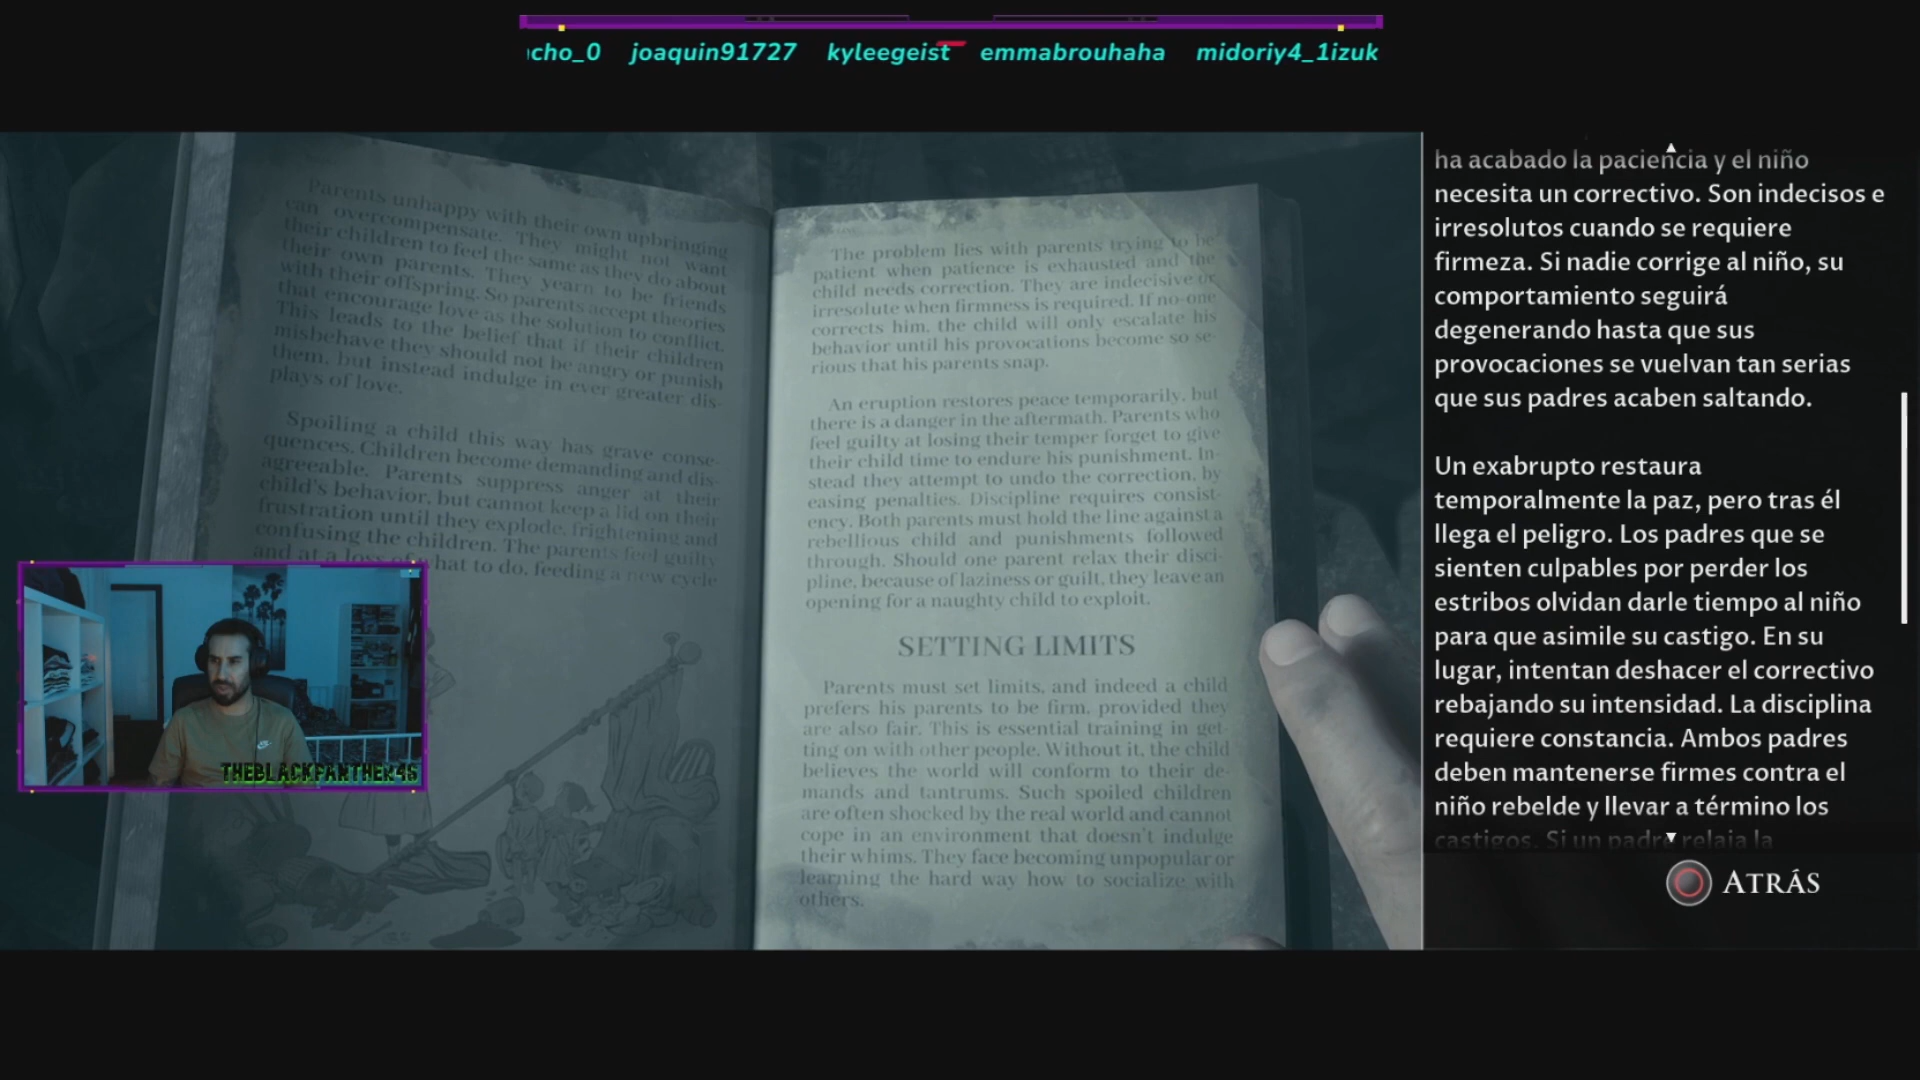 cho_0 joaquin91727 kyleegeist emmabrouhaha midoriy4_1izuk
Parents unhappy with their own upbringing
can overcompensate. They might not want
their children to feel the same as they do about
their own parents. They yearn to be friends
with their offspring. So parents accept theories
that encourage love as the solution to conflict.
This leads to the belief that if their children
misbehave they should not be angry or punish
them, but instead indulge in ever greater dis-
plays of love.
Spoiling a child this way has grave conse-
quences. Children become demanding and dis-
agreeable. Parents suppress anger at their
child's behavior, but cannot keep a lid on their
frustration until they explode, frightening and
confusing the children. The parents feel guilty
and at a loss of what to do, feeding a new cycle
The problem lies with parents trying to be
patient when patience is exhausted and the
child needs correction. They are indecisive or
irresolute when firmness is required. If no-one
corrects him, the child will only escalate his
behavior until his provocations become so se-
rious that his parents snap.
An eruption restores peace temporarily, but
there is a danger in the aftermath. Parents who
feel guilty at losing their temper forget to give
their child time to endure his punishment. In-
stead they attempt to undo the correction, by
easing penalties. Discipline requires consist-
ency. Both parents must hold the line against a
rebellious child and punishments followed
through. Should one parent relax their disci-
pline, because of laziness or guilt, they leave an
opening for a naughty child to exploit.
SETTING LIMITS
Parents must set limits, and indeed a child
prefers his parents to be firm, provided they
are also fair. This is essential training in get-
ting on with other people. Without it, the child
believes the world will conform to their de-
mands and tantrums. Such spoiled children
are often shocked by the real world and cannot
cope in an environment that doesn't indulge
their whims. They face becoming unpopular or
learning the hard way how to socialize with
others.
ha acabado la paciencia y el niño
necesita un correctivo. Son indecisos e
irresolutos cuando se requiere
firmeza. Si nadie corrige al niño, su
comportamiento seguirá
degenerando hasta que sus
provocaciones se vuelvan tan serias
que sus padres acaben saltando.
Un exabrupto restaura
temporalmente la paz, pero tras él
llega el peligro. Los padres que se
sienten culpables por perder los
estribos olvidan darle tiempo al niño
para que asimile su castigo. En su
lugar, intentan deshacer el correctivo
rebajando su intensidad. La disciplina
requiere constancia. Ambos padres
deben mantenerse firmes contra el
niño rebelde y llevar a término los
castigos. Si un padre relaja la
ATRÁS
THEBLACKPANTHER46